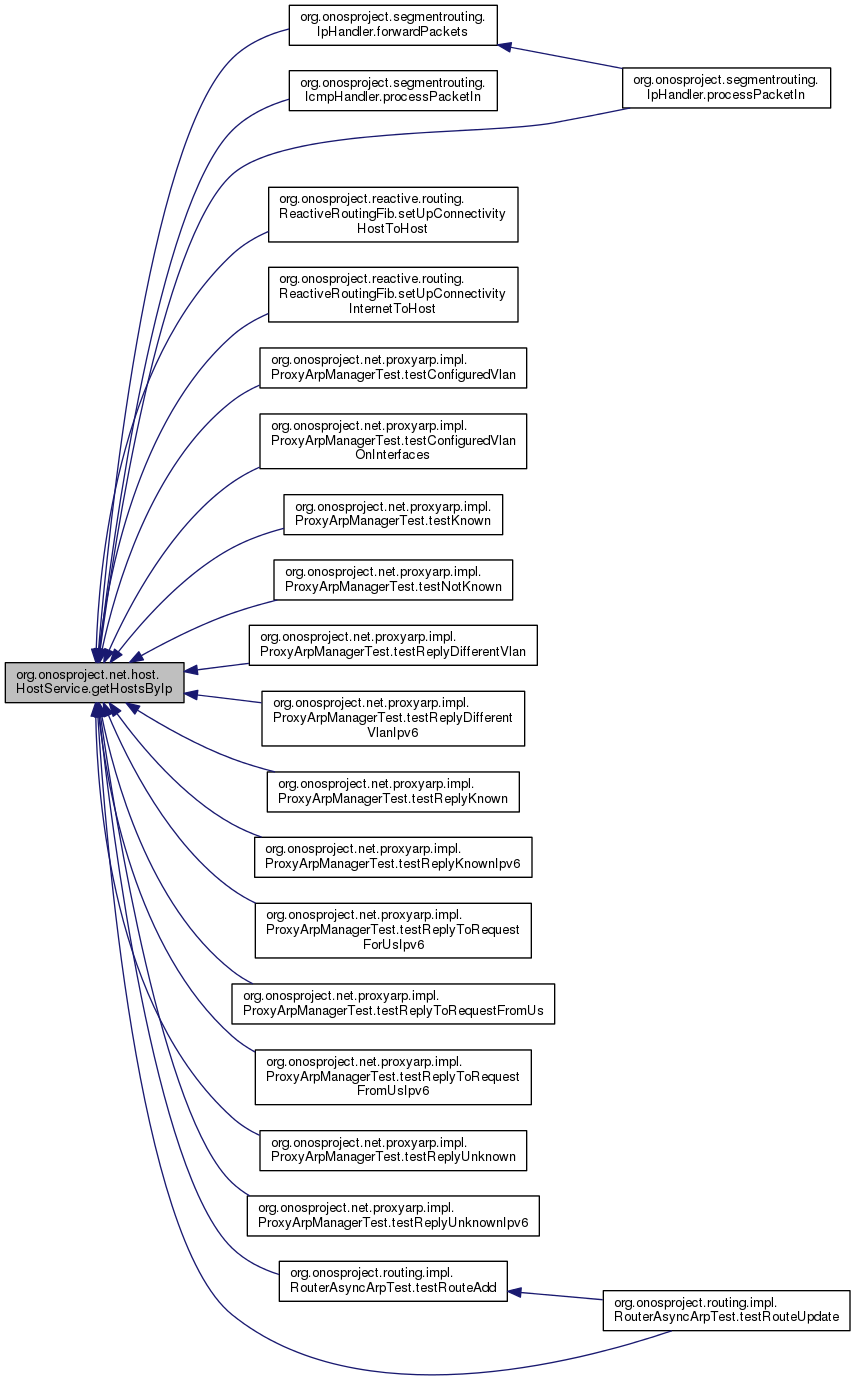 org.onosproject.segmentrouting.
IpHandler.forwardPackets
org.onosproject.segmentrouting.
IpHandler.processPacketIn
org.onosproject.segmentrouting.
IcmpHandler.processPacketIn
org.onosproject.reactive.routing.
ReactiveRoutingFib.setUpConnectivity
HostToHost
org.onosproject.reactive.routing.
ReactiveRoutingFib.setUpConnectivity
InternetToHost
org.onosproject.net.proxyarp.impl.
ProxyArpManagerTest.testConfiguredVlan
org.onosproject.net.proxyarp.impl.
ProxyArpManagerTest.testConfiguredVlan
OnInterfaces
org.onosproject.net.proxyarp.impl.
ProxyArpManagerTest.testKnown
org.onosproject.net.proxyarp.impl.
ProxyArpManagerTest.testNotKnown
org.onosproject.net.proxyarp.impl.
ProxyArpManagerTest.testReplyDifferentVlan
org.onosproject.net.host.
HostService.getHostsByIp
org.onosproject.net.proxyarp.impl.
ProxyArpManagerTest.testReplyDifferent
VlanIpv6
org.onosproject.net.proxyarp.impl.
ProxyArpManagerTest.testReplyKnown
org.onosproject.net.proxyarp.impl.
ProxyArpManagerTest.testReplyKnownIpv6
org.onosproject.net.proxyarp.impl.
ProxyArpManagerTest.testReplyToRequest
ForUsIpv6
org.onosproject.net.proxyarp.impl.
ProxyArpManagerTest.testReplyToRequestFromUs
org.onosproject.net.proxyarp.impl.
ProxyArpManagerTest.testReplyToRequest
FromUsIpv6
org.onosproject.net.proxyarp.impl.
ProxyArpManagerTest.testReplyUnknown
org.onosproject.net.proxyarp.impl.
ProxyArpManagerTest.testReplyUnknownIpv6
org.onosproject.routing.impl.
RouterAsyncArpTest.testRouteAdd
org.onosproject.routing.impl.
RouterAsyncArpTest.testRouteUpdate